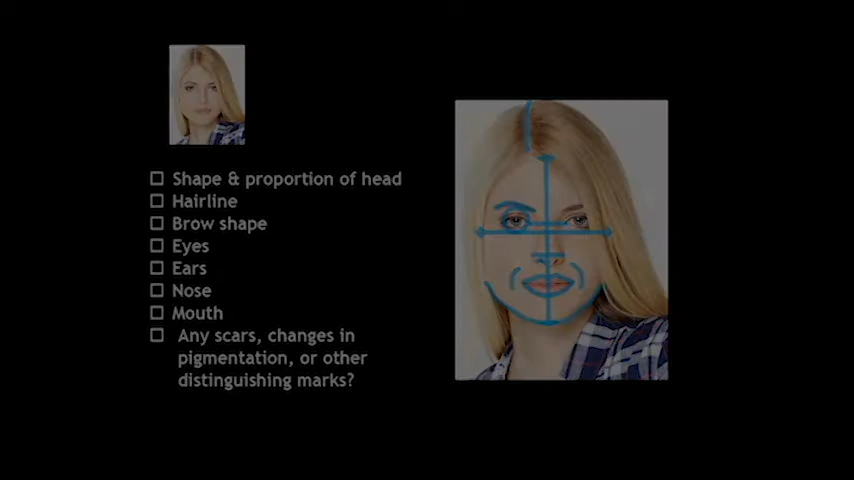 Shape & proportion of head
Hairline
Brow shape
Eyes
Ears
Nose
Mouth
Any scars, changes in
pigmentation, or other
distinguishing marks?